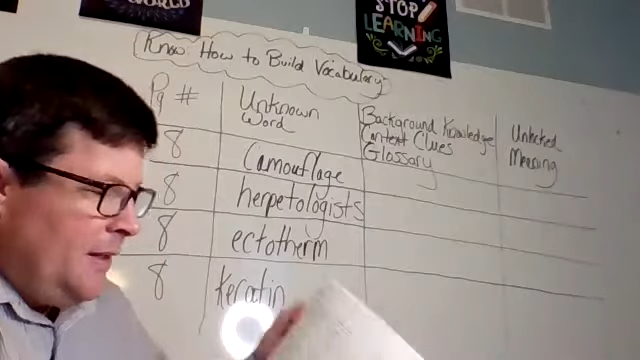 WORLD
STOP
LEARNING
Know How to Build Vocabulary
Pg # Unknown Word Background Knowledge Context Clues Glossary Unlocked Meaning
8 Camouflage
8 herpetologists
8 ectotherm
8 keratin